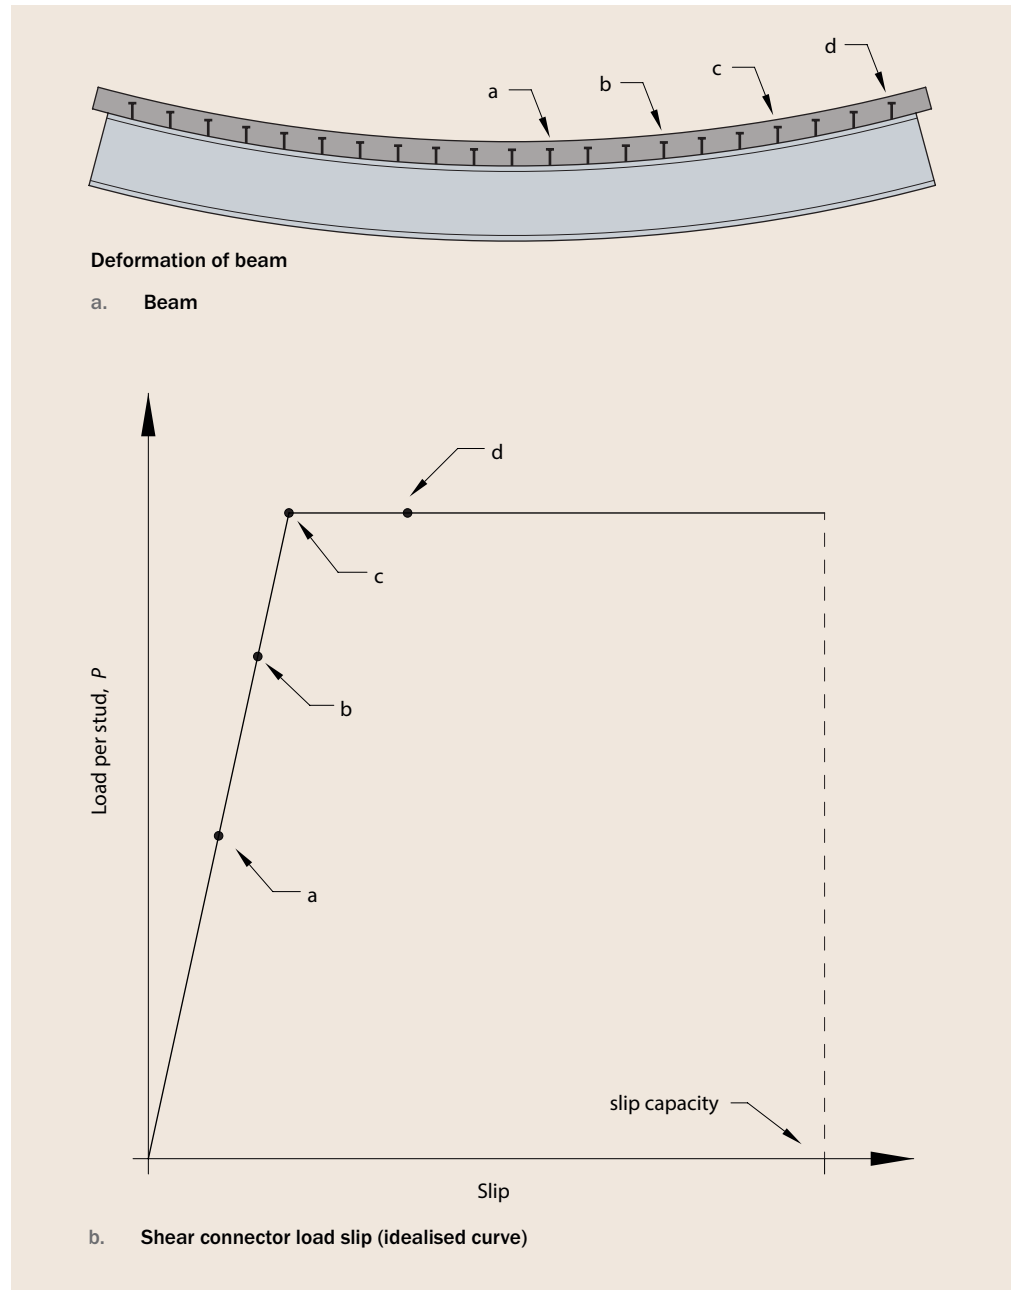 d
c
b
a
Deformation of beam
a. Beam
d
c
b
Load per stud, P
a
slip capacity
Slip
b. Shear connector load slip (idealised curve)